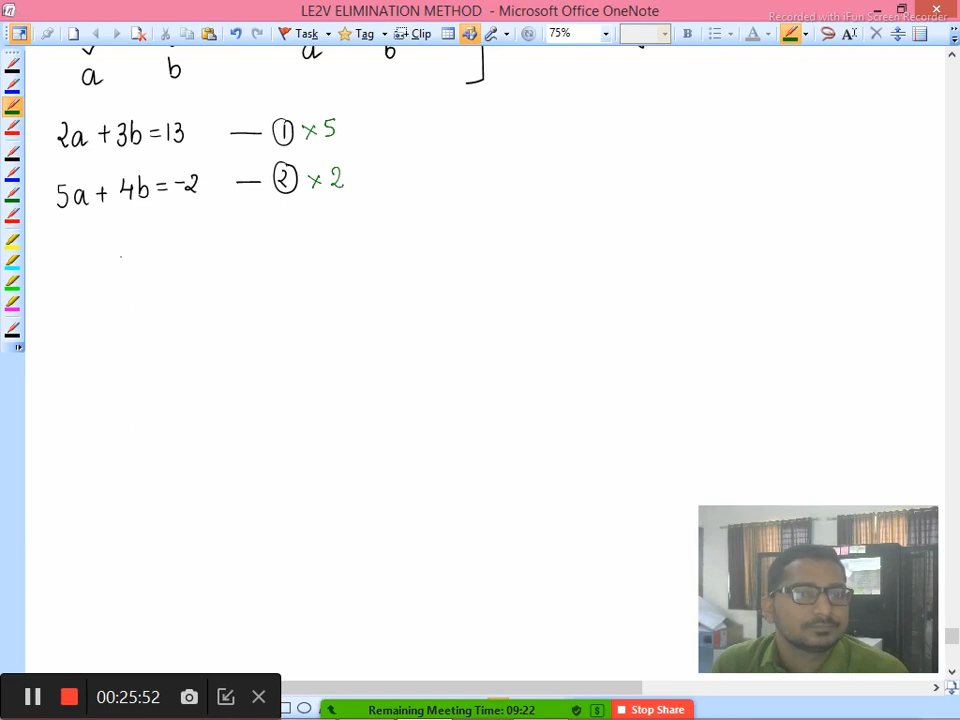 LE2V ELIMINATION METHOD - Microsoft Office OneNote
Recorded with iFun Screen Recorder
Task Tag Clip 75% B A A
a b a b
2a + 3b = 13 — ① × 5
5a + 4b = -2 — ② × 2
00:25:52
Remaining Meeting Time: 09:22 $ Stop Share